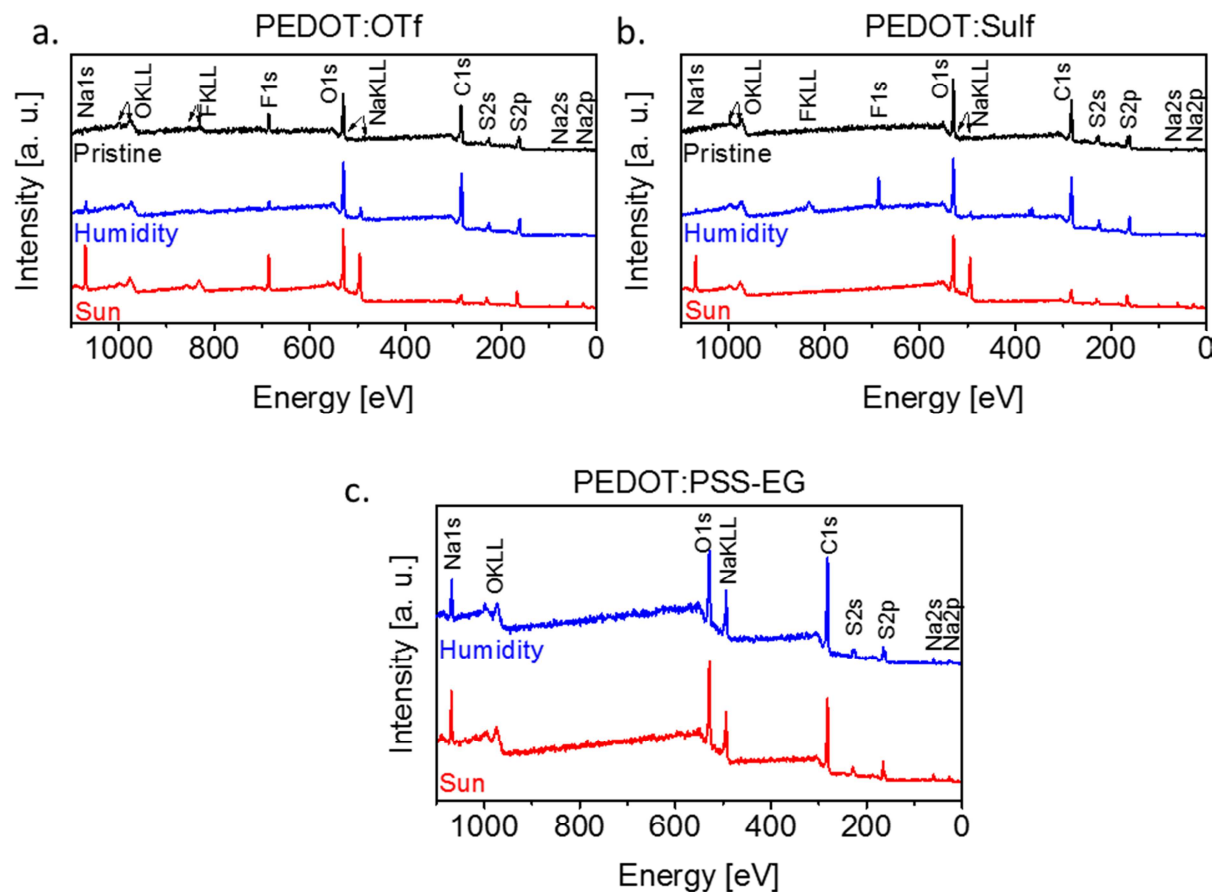 a.
PEDOT:OTf
Intensity [a. u.]
Na1s
OKLL
FKLL
F1s
O1s
NaKLL
C1s
S2s
S2p
Na2s
Na2p
Pristine
Humidity
Sun
1000 800 600 400 200 0
Energy [eV]
b.
PEDOT:Sulf
Intensity [a. u.]
Na1s
OKLL
FKLL
F1s
O1s
NaKLL
C1s
S2s
S2p
Na2s
Na2p
Pristine
Humidity
Sun
1000 800 600 400 200 0
Energy [eV]
c.
PEDOT:PSS-EG
Intensity [a. u.]
Na1s
OKLL
O1s
NaKLL
C1s
S2s
S2p
Na2s
Na2p
Humidity
Sun
1000 800 600 400 200 0
Energy [eV]